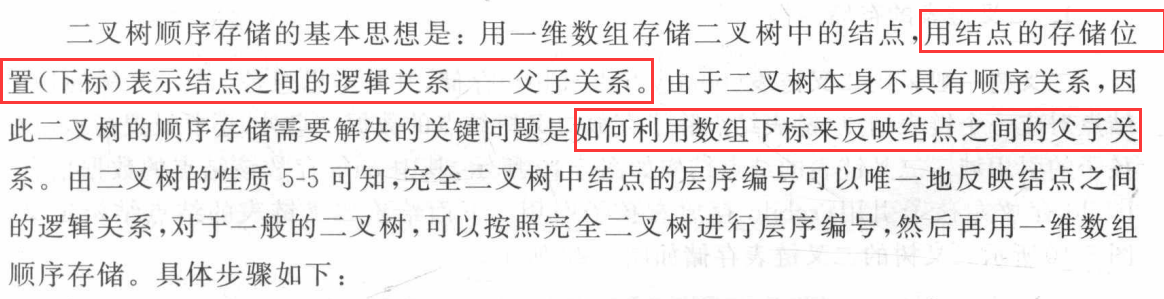 二叉树顺序存储的基本思想是：用一维数组存储二叉树中的结点，用结点的存储位
置（下标）表示结点之间的逻辑关系——父子关系。由于二叉树本身不具有顺序关系，因
此二叉树的顺序存储需要解决的关键问题是如何利用数组下标来反映结点之间的父子关
系。由二叉树的性质 5-5 可知，完全二叉树中结点的层序编号可以唯一地反映结点之间
的逻辑关系，对于一般的二叉树，可以按照完全二叉树进行层序编号，然后再用一维数组
顺序存储。具体步骤如下：